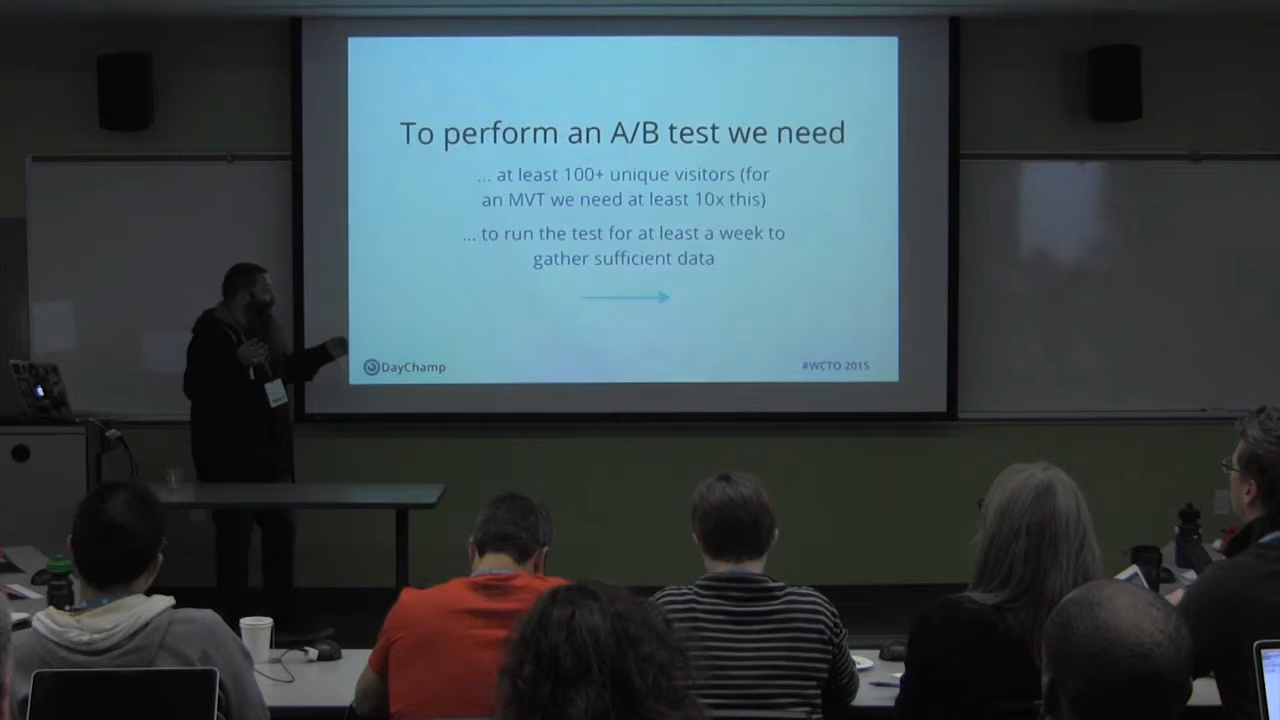 To perform an A/B test we need
... at least 100+ unique visitors (for
an MVT we need at least 10x this)
... to run the test for at least a week to
gather sufficient data
DayChamp
#WCTO 2015